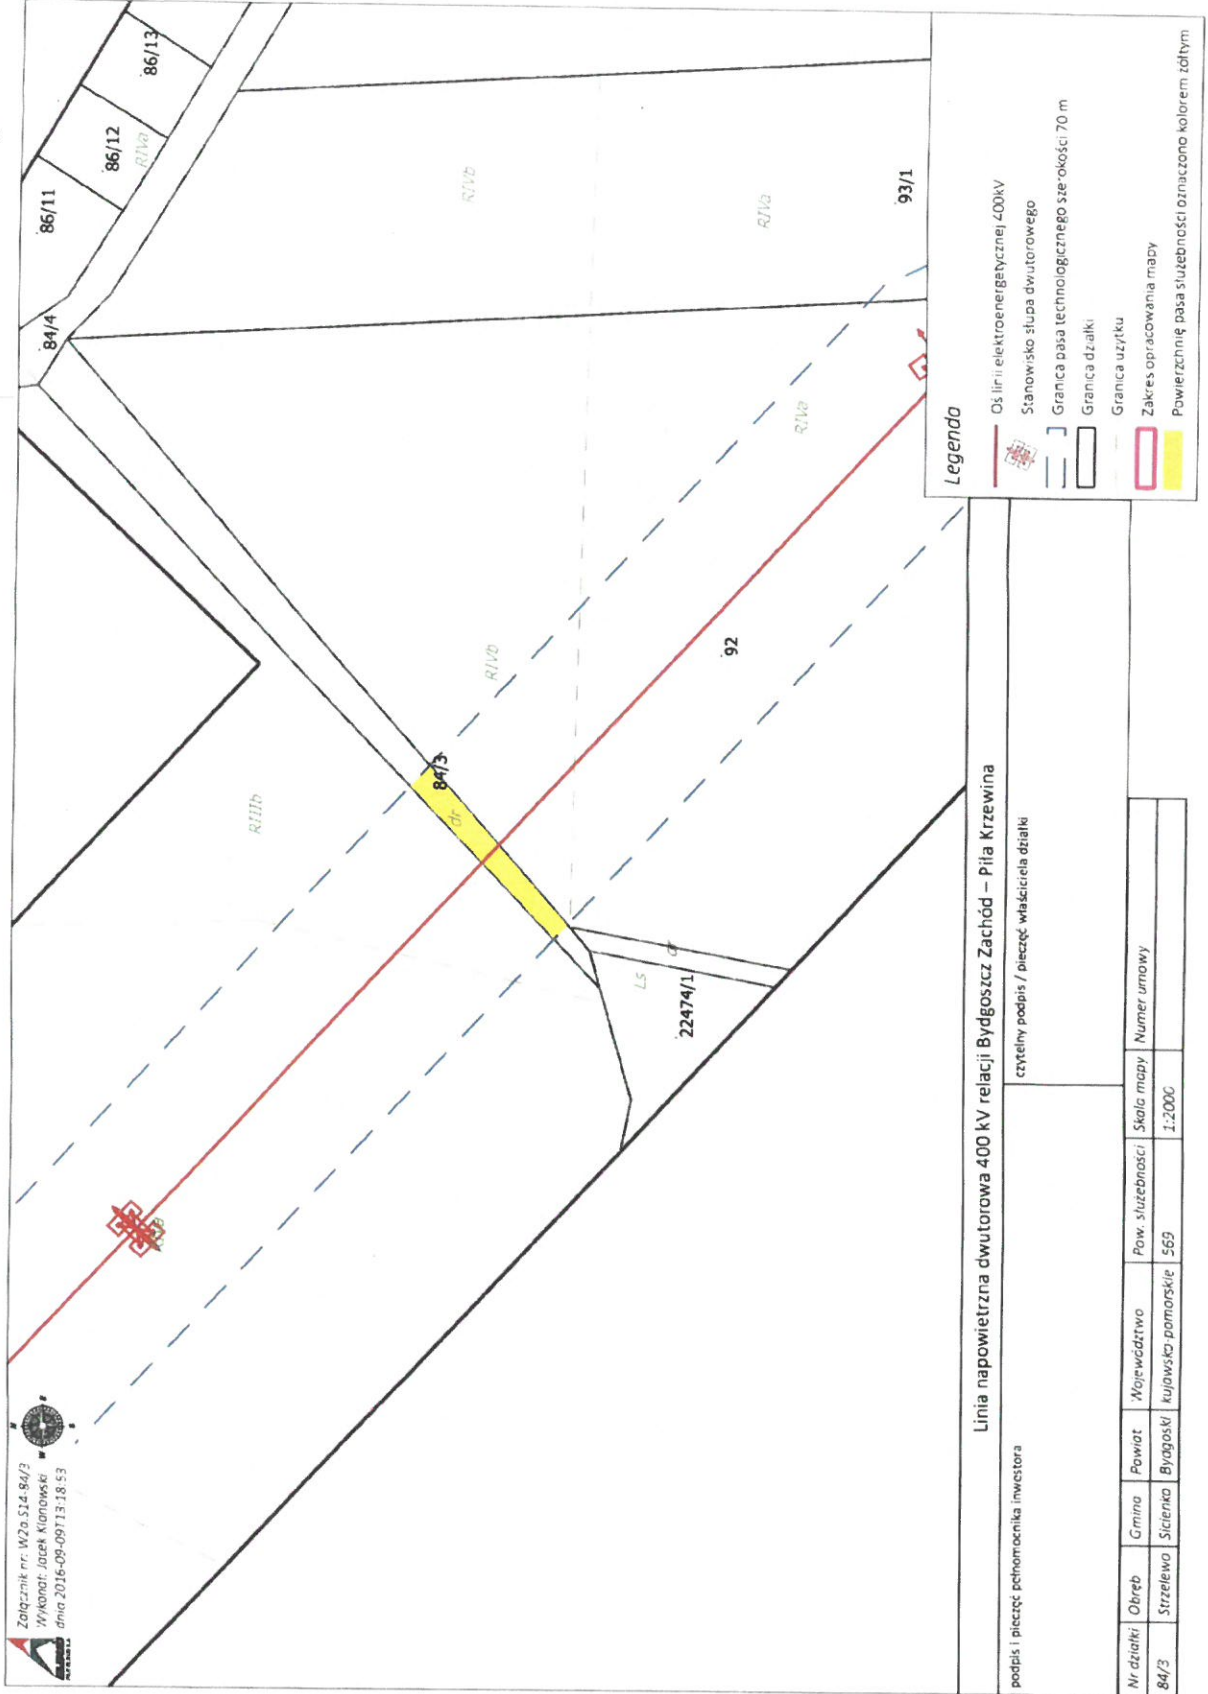 Załącznik nr: W2a.S14-84/3
Wykonał: Jacek Klonowski
dnia 2016-09-09T13:18:53
86/11
86/12
86/13
RIVa
84/4
RIVb
RIVa
93/1
RIIIb
RIVb
RIVa
84/3
dr
92
Ls
dr
22474/1
Legenda
Oś linii elektroenergetycznej 400kV
Stanowisko słupa dwutorowego
Granica pasa technologicznego szerokości 70 m
Granica działki
Granica użytku
Zakres opracowania mapy
Powierzchnię pasa służebności oznaczono kolorem żółtym
Linia napowietrzna dwutorowa 400 kV relacji Bydgoszcz Zachód – Piła Krzewina
podpis i pieczęć pełnomocnika inwestora
czytelny podpis / pieczęć właściciela działki
Nr działki Obręb Gmina Powiat Województwo Pow. służebności Skala mapy Numer umowy
84/3 Strzelewo Sicienko Bydgoski kujawsko-pomorskie 569 1:2000